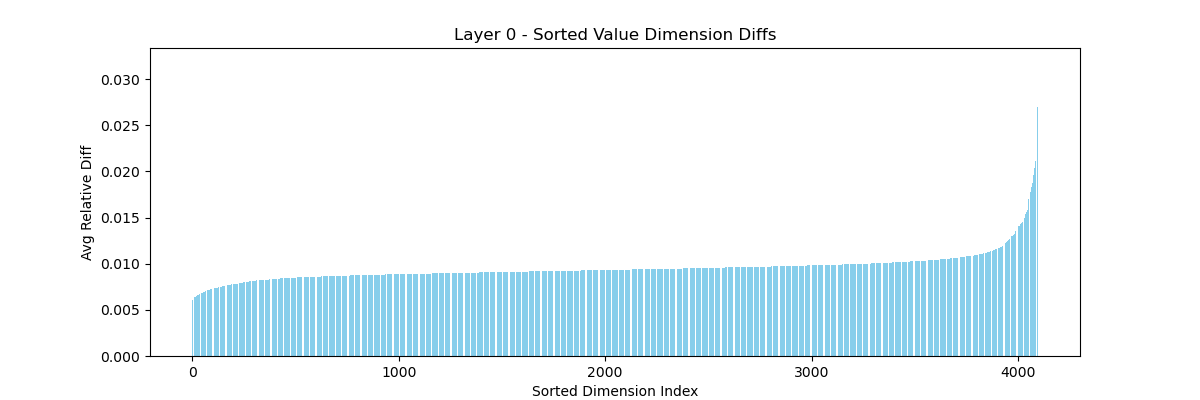 Layer 0 - Sorted Value Dimension Diffs
0.030
0.025
0.020
0.015
0.010
0.005
0.000
Avg Relative Diff
0 1000 2000 3000 4000
Sorted Dimension Index